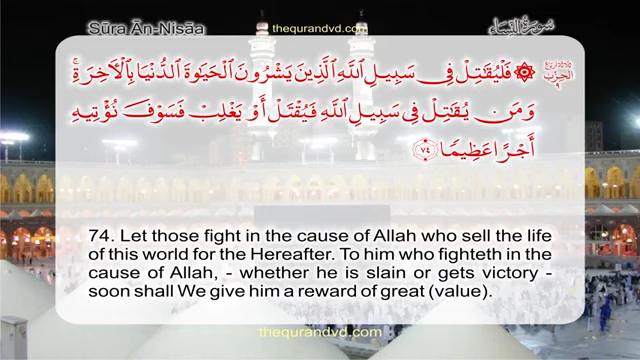 Sūra Ān-Nisāa
thequrandvd.com
سورة النساء
۞ فَلْيُقَـٰتِلْ فِى سَبِيلِ ٱللَّهِ ٱلَّذِينَ يَشْرُونَ ٱلْحَيَوٰةَ ٱلدُّنْيَا بِٱلْـَٔاخِرَةِ ۚ
وَمَن يُقَـٰتِلْ فِى سَبِيلِ ٱللَّهِ فَيُقْتَلْ أَوْ يَغْلِبْ فَسَوْفَ نُؤْتِيهِ
أَجْرًا عَظِيمًا ٧٤
74. Let those fight in the cause of Allah who sell the life
of this world for the Hereafter. To him who fighteth in the
cause of Allah, - whether he is slain or gets victory -
soon shall We give him a reward of great (value).
thequrandvd.com